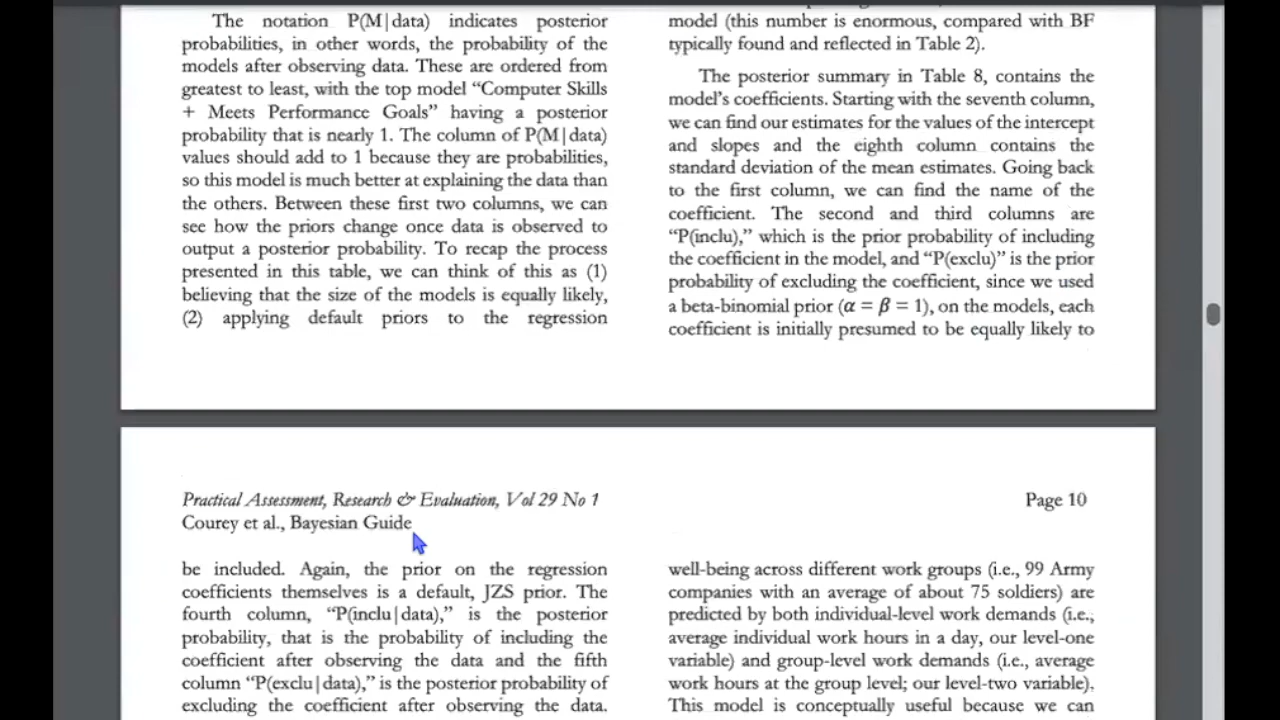 The notation P(M|data) indicates posterior
probabilities, in other words, the probability of the
models after observing data. These are ordered from
greatest to least, with the top model “Computer Skills
+ Meets Performance Goals” having a posterior
probability that is nearly 1. The column of P(M|data)
values should add to 1 because they are probabilities,
so this model is much better at explaining the data than
the others. Between these first two columns, we can
see how the priors change once data is observed to
output a posterior probability. To recap the process
presented in this table, we can think of this as (1)
believing that the size of the models is equally likely,
(2) applying default priors to the regression
model (this number is enormous, compared with BF
typically found and reflected in Table 2).
The posterior summary in Table 8, contains the
model’s coefficients. Starting with the seventh column,
we can find our estimates for the values of the intercept
and slopes and the eighth column contains the
standard deviation of the mean estimates. Going back
to the first column, we can find the name of the
coefficient. The second and third columns are
“P(inclu),” which is the prior probability of including
the coefficient in the model, and “P(exclu)” is the prior
probability of excluding the coefficient, since we used
a beta-binomial prior (α = β = 1), on the models, each
coefficient is initially presumed to be equally likely to
Practical Assessment, Research & Evaluation, Vol 29 No 1
Page 10
Courey et al., Bayesian Guide
be included. Again, the prior on the regression
coefficients themselves is a default, JZS prior. The
fourth column, “P(inclu|data),” is the posterior
probability, that is the probability of including the
coefficient after observing the data and the fifth
column “P(exclu|data),” is the posterior probability of
excluding the coefficient after observing the data.
well-being across different work groups (i.e., 99 Army
companies with an average of about 75 soldiers) are
predicted by both individual-level work demands (i.e.,
average individual work hours in a day, our level-one
variable) and group-level work demands (i.e., average
work hours at the group level; our level-two variable).
This model is conceptually useful because we can